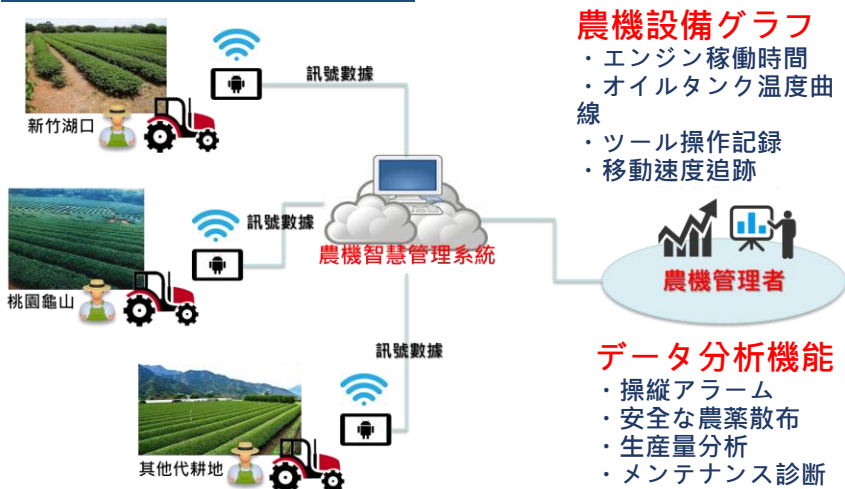 農機設備グラフ
・エンジン稼働時間
・オイルタンク温度曲
線
・ツール操作記録
・移動速度追跡
訊號數據
新竹湖口
訊號數據
農機智慧管理系統
農機管理者
桃園龜山
訊號數據
データ分析機能
・操縦アラーム
・安全な農薬散布
・生産量分析
・メンテナンス診断
其他代耕地